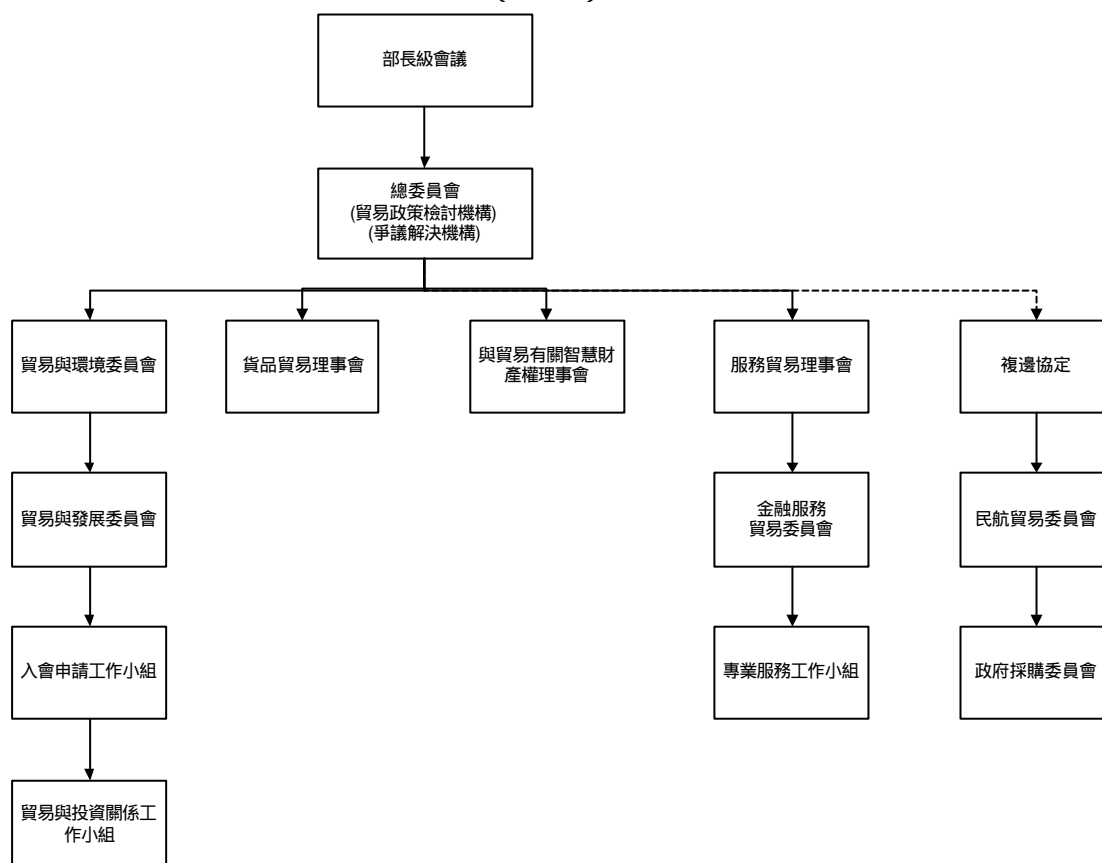 部長級會議
總委員會
(貿易政策檢討機構)
(爭議解決機構)
貿易與環境委員會
貨品貿易理事會
與貿易有關智慧財
產權理事會
服務貿易理事會
複邊協定
貿易與發展委員會
金融服務
貿易委員會
民航貿易委員會
入會申請工作小組
專業服務工作小組
政府採購委員會
貿易與投資關係工
作小組